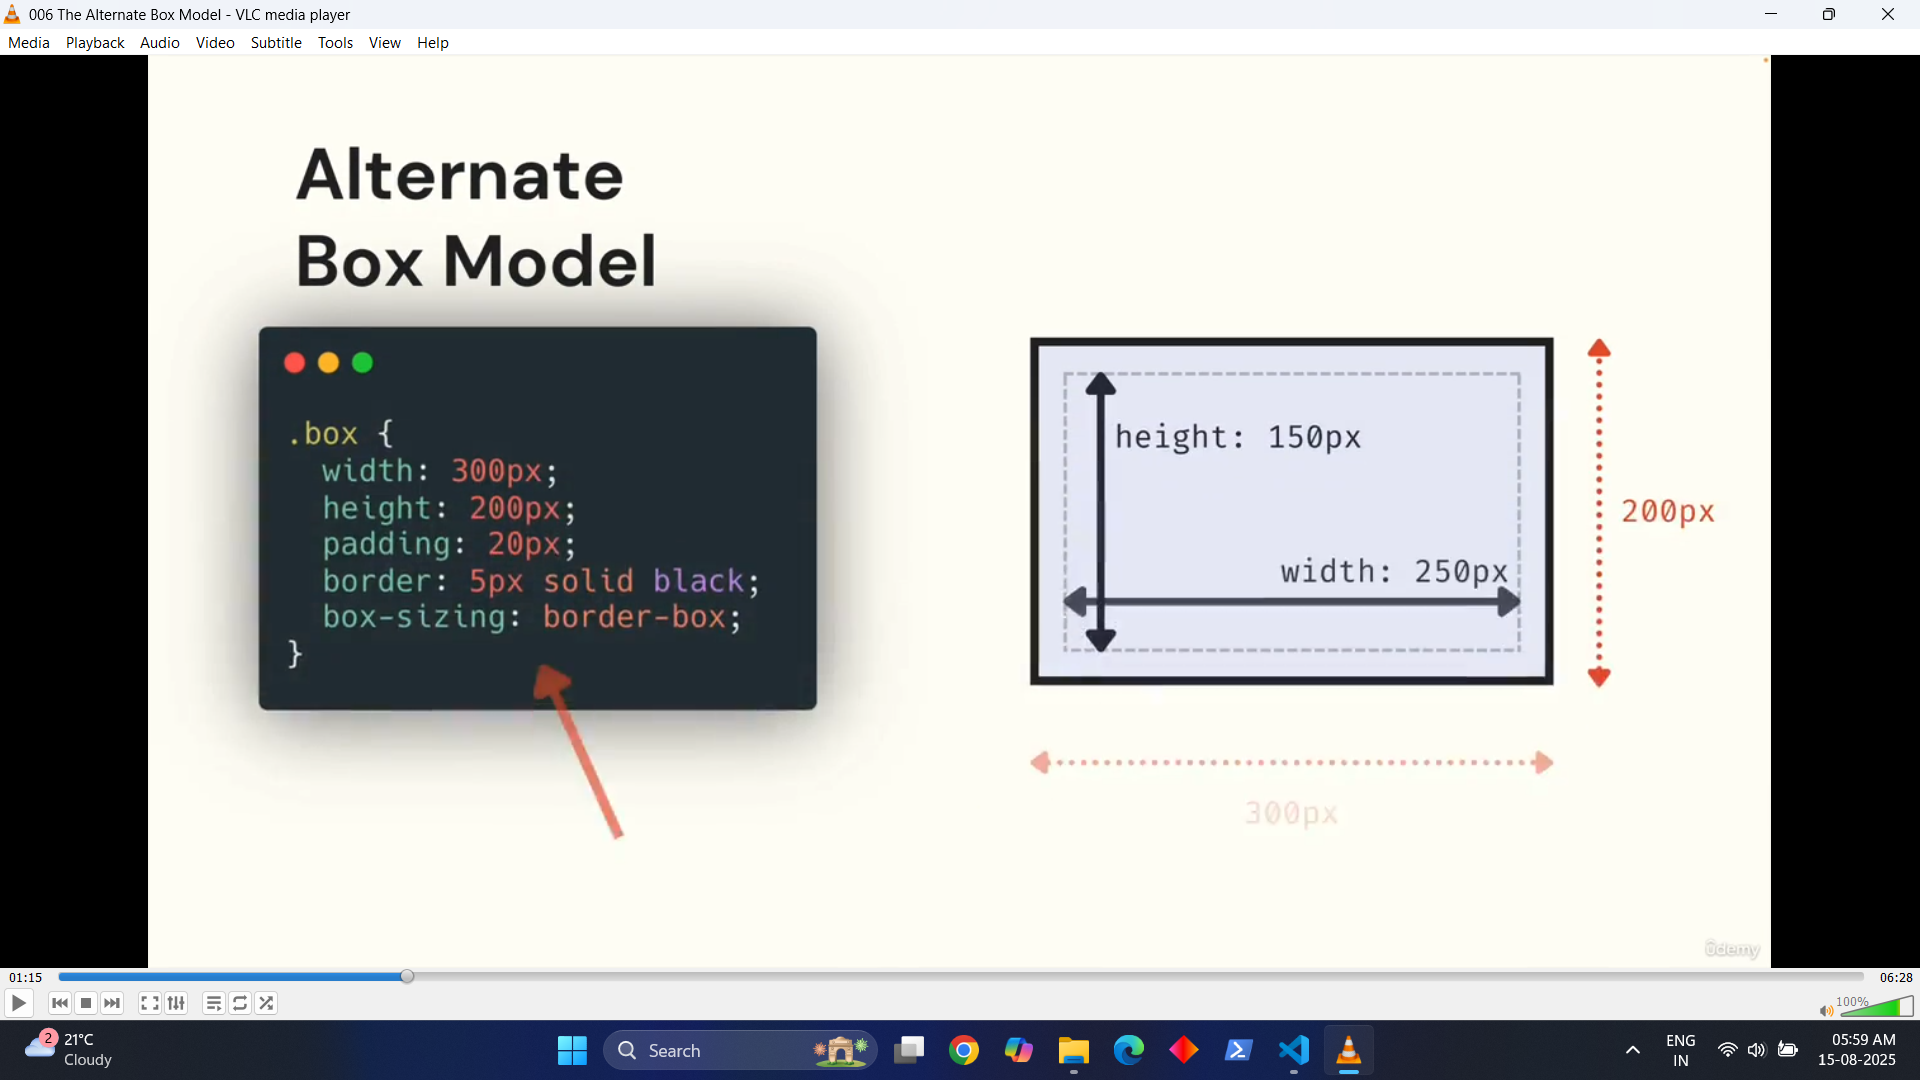 006 The Alternate Box Model - VLC media player
Media Playback Audio Video Subtitle Tools View Help
Alternate
Box Model
.box {
width: 300px;
height: 200px;
padding: 20px;
border: 5px solid black;
box-sizing: border-box;
}
height: 150px
width: 250px
200px
300px
ûdemy
01:15
06:28
100%
2
21°C
Cloudy
Search
ENG
IN
05:59 AM
15-08-2025